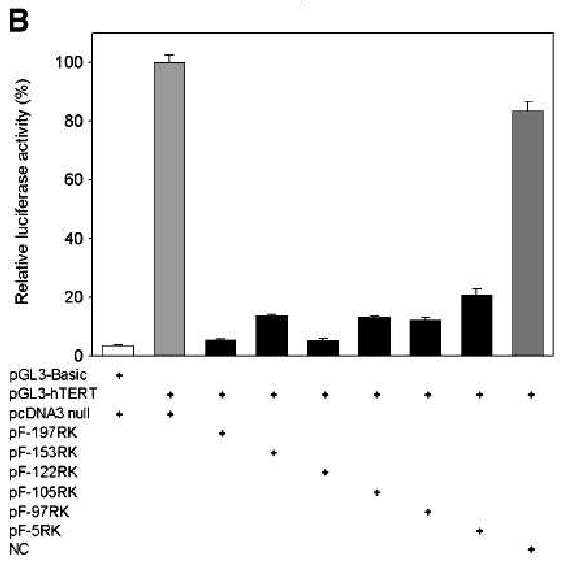 B
Relative luciferase activity (%)
100
80
60
40
20
0
pGL3-Basic +
pGL3-hTERT + + + + + + + +
pcDNA3 null + +
pF-197RK +
pF-153RK +
pF-122RK +
pF-105RK +
pF-97RK +
pF-5RK +
NC +